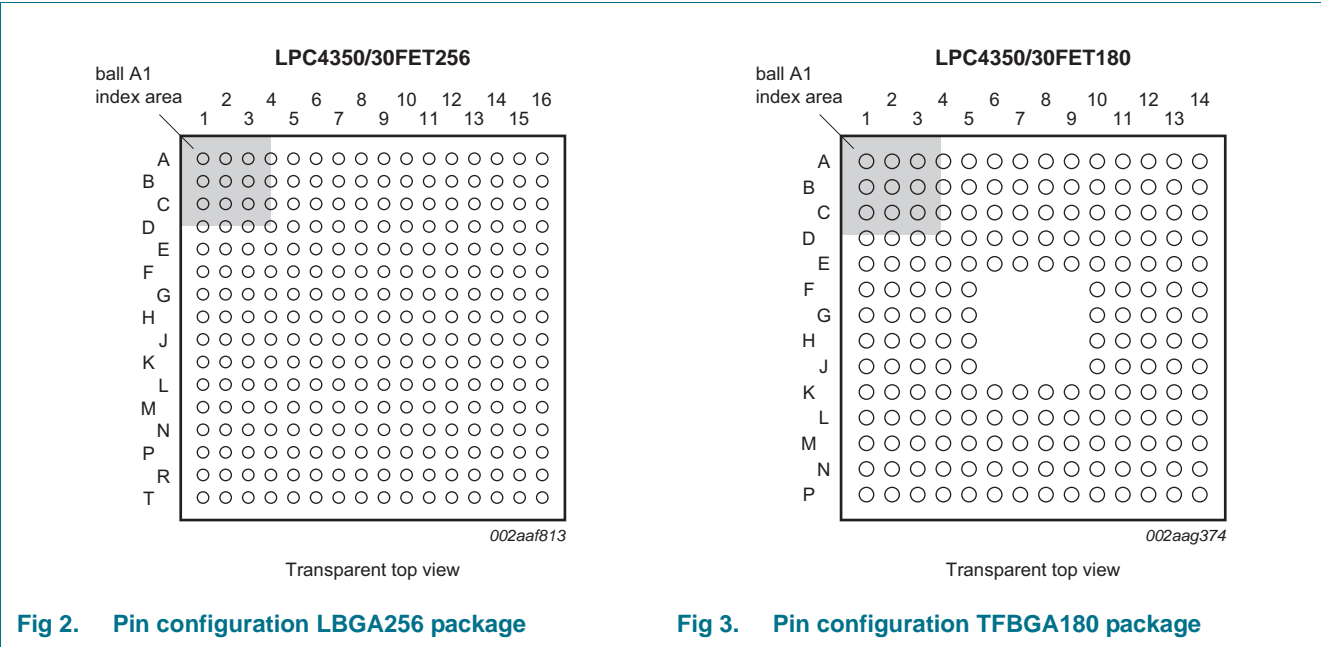 LPC4350/30FET256
ball A1
index area
2 4 6 8 10 12 14 16
1 3 5 7 9 11 13 15
A
B
C
D
E
F
G
H
J
K
L
M
N
P
R
T
002aaf813
Transparent top view
Fig 2. Pin configuration LBGA256 package
LPC4350/30FET180
ball A1
index area
2 4 6 8 10 12 14
1 3 5 7 9 11 13
A
B
C
D
E
F
G
H
J
K
L
M
N
P
002aag374
Transparent top view
Fig 3. Pin configuration TFBGA180 package